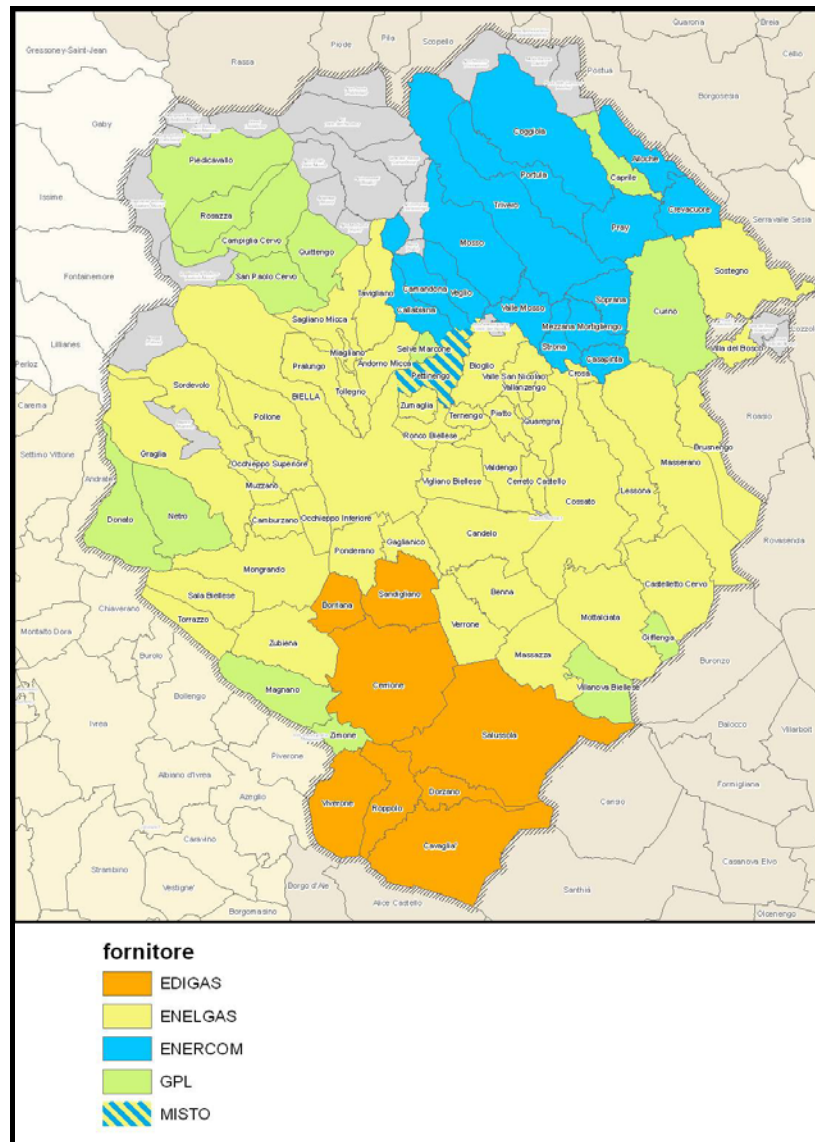 Gressoney-Saint-Jean
Rassa
Piode
Pila
Scopello
Quarona
Breia
Cellio
Postua
Borgosesia
Gaby
Coggiola
Ailoche
Piedicavallo
Caprile
Issime
Portula
Rosazza
Trivero
Crevacuore
Serravalle Sesia
Pray
Campiglia Cervo
Mosso
Quittengo
Fontainemore
San Paolo Cervo
Sostegno
Tavigliano
Camandona
Veglio
Soprana
Callabiana
Valle Mosso
Curino
Sagliano Micca
Mezzana Mortigliengo
Lillianes
Miagliano
Selve Marcone
Strona
Villa del Bosco
Perloz
Pralungo
Andorno Micca
Bioglio
Casapinta
Pettinengo
Valle San Nicolao
Crosa
Sordevolo
BIELLA
Tollegno
Vallanzengo
Carema
Zumaglia
Pollone
Ternengo
Piatto
Roasio
Quaregna
Ronco Biellese
Brusnengo
Settimo Vittone
Graglia
Occhieppo Superiore
Valdengo
Masserano
Andrate
Muzzano
Vigliano Biellese
Cerreto Castello
Lessona
Cossato
Donato
Netro
Camburzano
Occhieppo Inferiore
Candelo
Rovasenda
Gaglianico
Ponderano
Mongrando
Castelletto Cervo
Chiaverano
Sala Biellese
Borriana
Sandigliano
Benna
Torrazzo
Mottalciata
Montalto Dora
Verrone
Gifflenga
Burolo
Zubiena
Massazza
Buronzo
Magnano
Cerrione
Villanova Biellese
Bollengo
Ivrea
Balocco
Villarboit
Zimone
Salussola
Piverone
Albiano d'Ivrea
Formigliana
Dorzano
Azeglio
Viverone
Roppolo
Carisio
Caravino
Cavaglia'
Strambino
Casanova Elvo
Vestigne'
Borgo d'Ale
Santhià
Alice Castello
Borgomasino
Olcenengo
fornitore
EDIGAS
ENELGAS
ENERCOM
GPL
MISTO